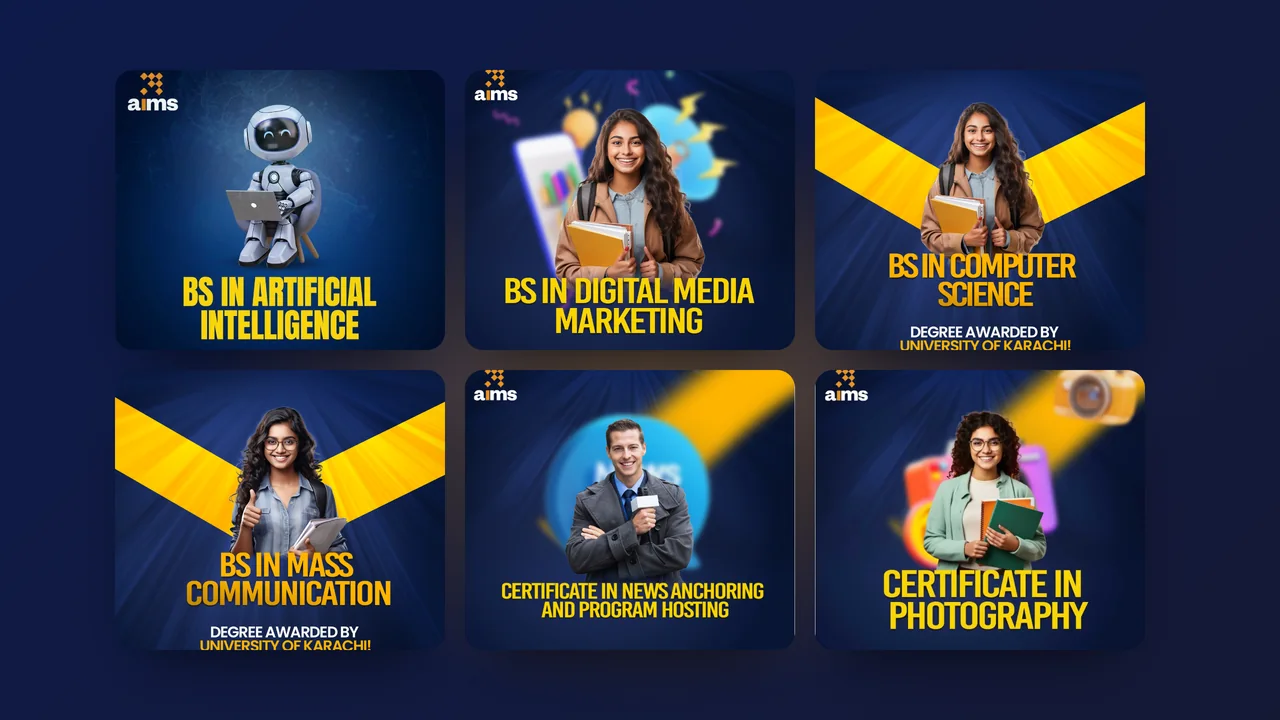 aims
BS IN ARTIFICIAL
INTELLIGENCE
aims
BS IN DIGITAL MEDIA
MARKETING
BS IN COMPUTER
SCIENCE
DEGREE AWARDED BY
UNIVERSITY OF KARACHI!
BS IN MASS
COMMUNICATION
DEGREE AWARDED BY
UNIVERSITY OF KARACHI!
aims
NEWS
CERTIFICATE IN NEWS ANCHORING
AND PROGRAM HOSTING
aims
CERTIFICATE IN
PHOTOGRAPHY